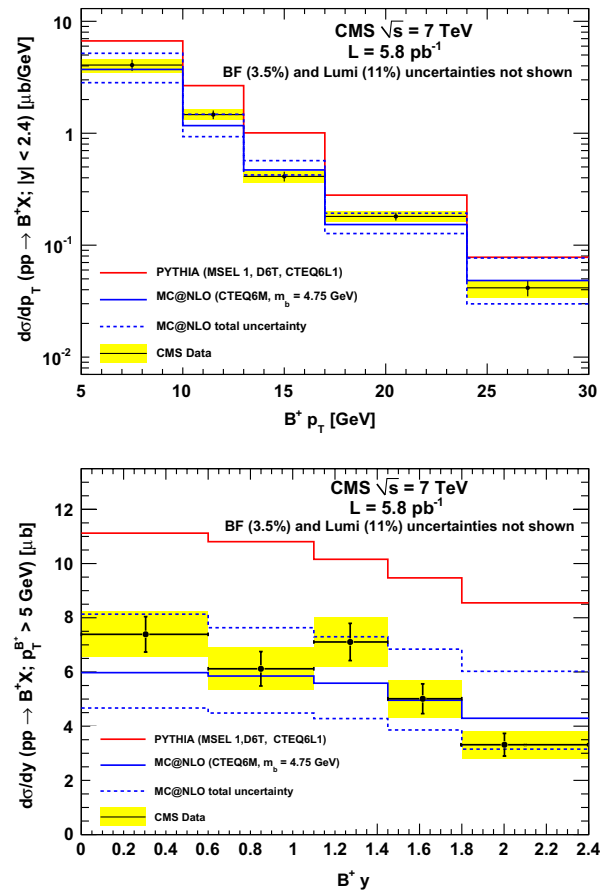 CMS √s = 7 TeV
L = 5.8 pb⁻¹
BF (3.5%) and Lumi (11%) uncertainties not shown
dσ/dp_T (pp → B⁺X; |y| < 2.4) [μb/GeV]
10
1
10⁻¹
10⁻²
PYTHIA (MSEL 1, D6T, CTEQ6L1)
MC@NLO (CTEQ6M, m_b = 4.75 GeV)
MC@NLO total uncertainty
CMS Data
5 10 15 20 25 30
B⁺ p_T [GeV]
CMS √s = 7 TeV
L = 5.8 pb⁻¹
BF (3.5%) and Lumi (11%) uncertainties not shown
dσ/dy (pp → B⁺X; p_T^B⁺ > 5 GeV) [μb]
12
10
8
6
4
2
0
PYTHIA (MSEL 1,D6T, CTEQ6L1)
MC@NLO (CTEQ6M, m_b = 4.75 GeV)
MC@NLO total uncertainty
CMS Data
0 0.2 0.4 0.6 0.8 1 1.2 1.4 1.6 1.8 2 2.2 2.4
B⁺ y